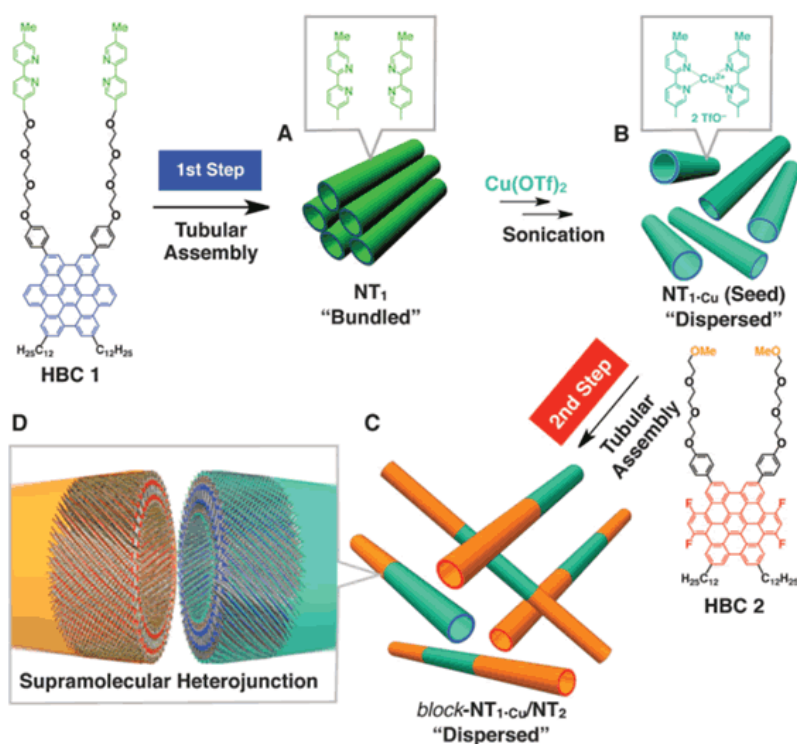 Me
Me
N
N
N
N
O
O
O
O
O
O
O
O
H₂₅C₁₂
C₁₂H₂₅
HBC 1
1st Step
Tubular
Assembly
A
Me
Me
N
N
N
N
NT₁
“Bundled”
Cu(OTf)₂
Sonication
B
Me
Me
N
N
Cu²⁺
N
N
Me
Me
2 TfO⁻
NT₁₋Cu (Seed)
“Dispersed”
2nd Step
Tubular
Assembly
OMe
MeO
O
O
O
O
O
O
F
F
F
F
H₂₅C₁₂
C₁₂H₂₅
HBC 2
C
block-NT₁₋Cu/NT₂
“Dispersed”
D
Supramolecular Heterojunction